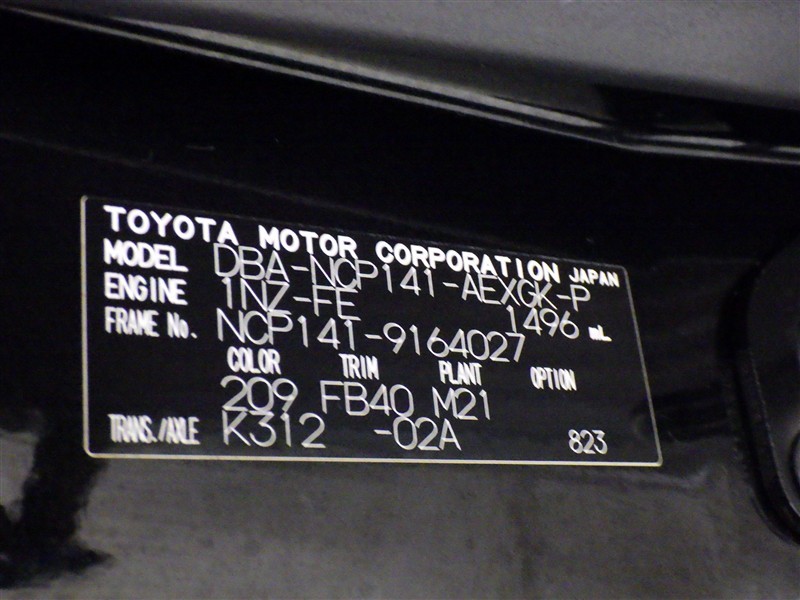 TOYOTA MOTOR CORPORATION JAPAN
MODEL DBA-NCP141-AEXGK-P
ENGINE 1NZ-FE 1496 mL
FRAME No. NCP141-9164027
COLOR TRIM PLANT OPTION
209 FB40 M21
TRANS./AXLE K312 -02A 823